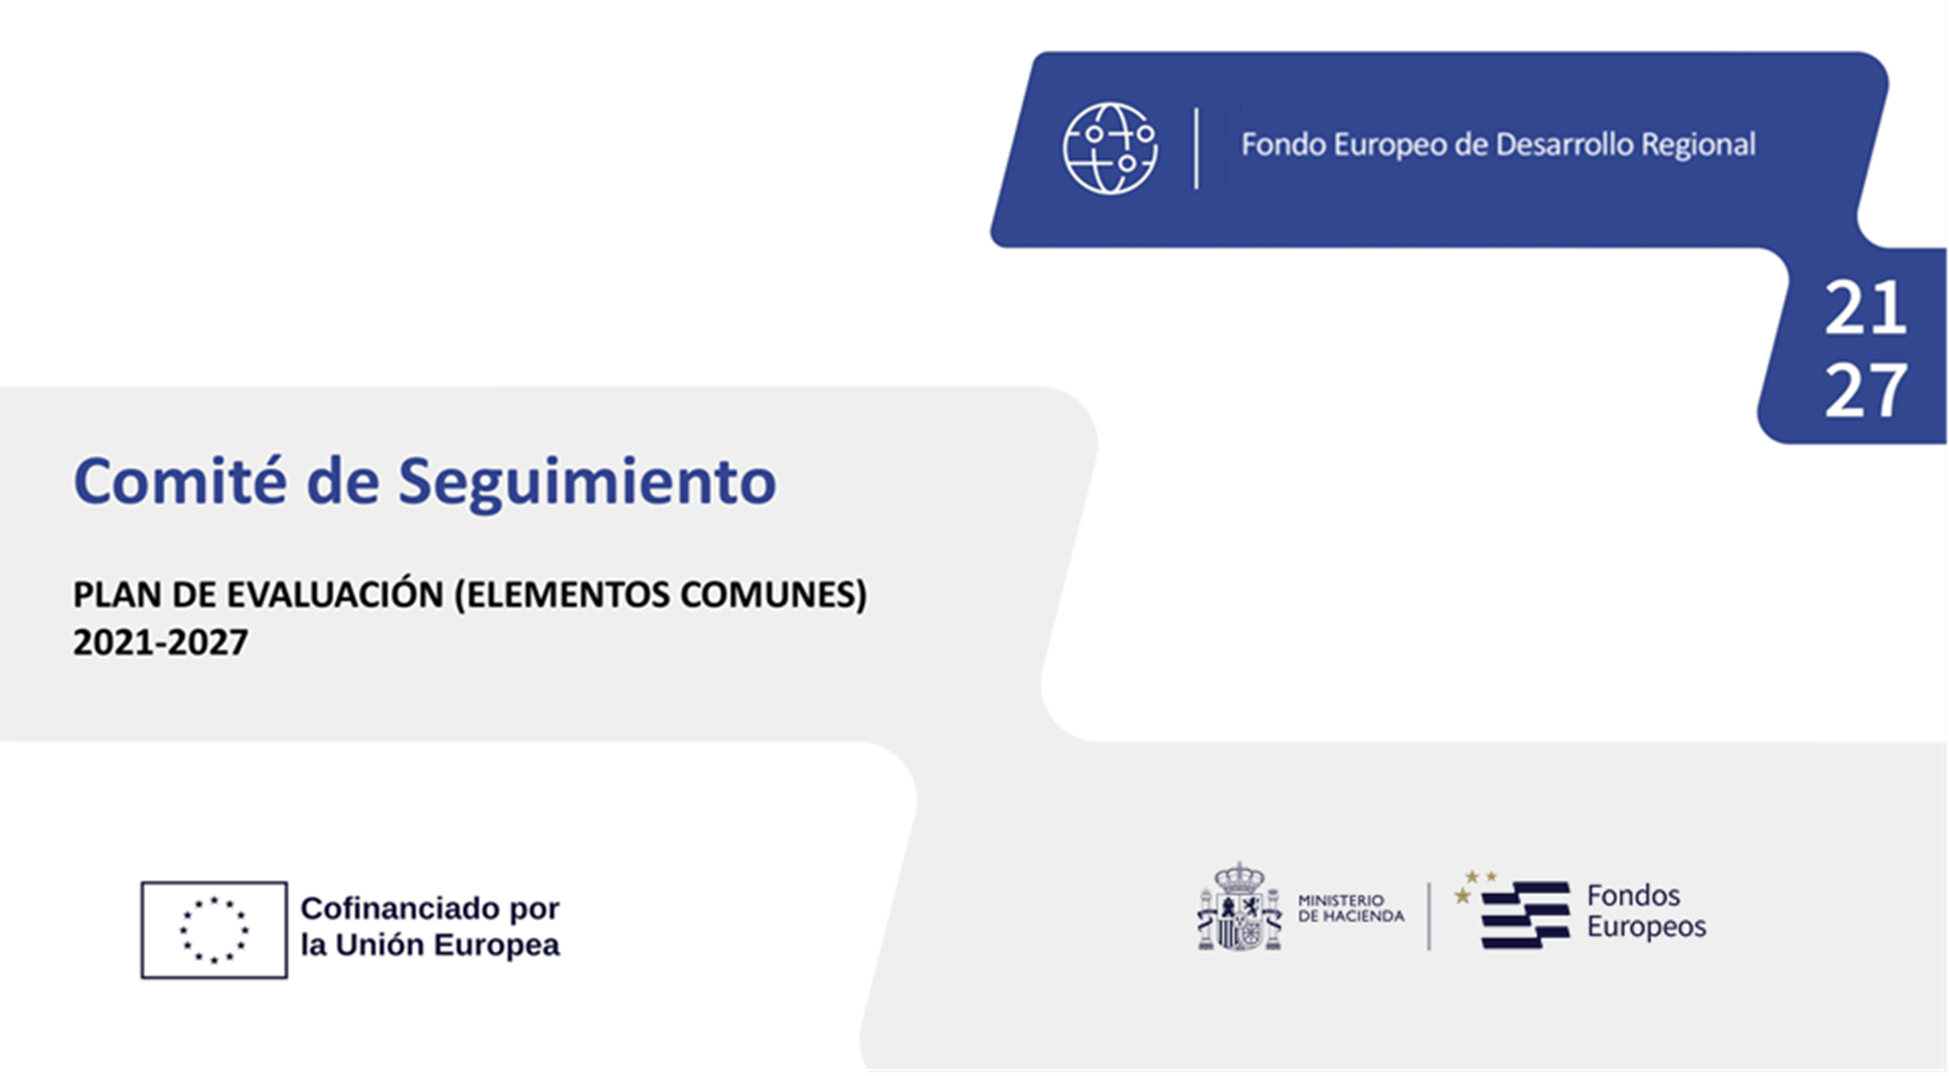 Fondo Europeo de Desarrollo Regional
21
27
Comité de Seguimiento
PLAN DE EVALUACIÓN (ELEMENTOS COMUNES)
2021-2027
Cofinanciado por
la Unión Europea
MINISTERIO
DE HACIENDA
Fondos
Europeos